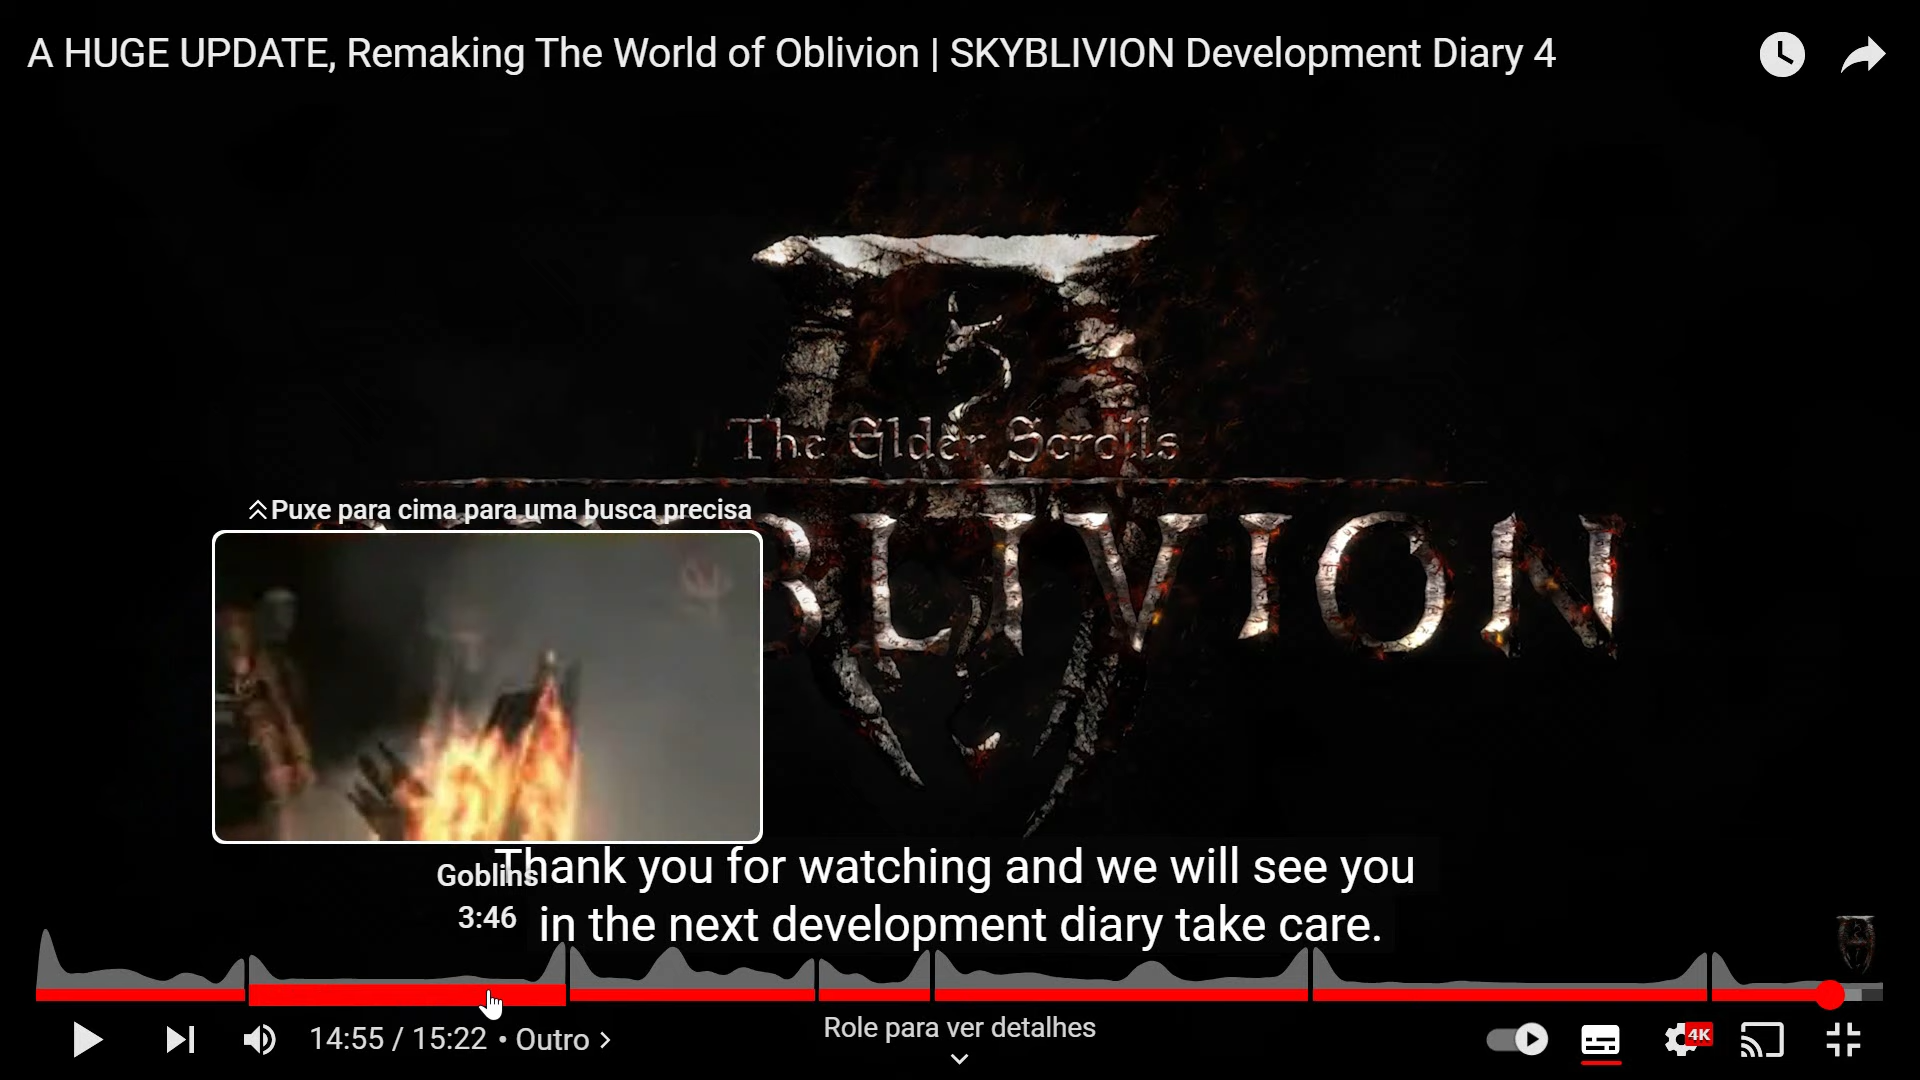 A HUGE UPDATE, Remaking The World of Oblivion | SKYBLIVION Development Diary 4
The Elder Scrolls
BLIVION
Puxe para cima para uma busca precisa
Goblins
3:46
Thank you for watching and we will see you
in the next development diary take care.
14:55 / 15:22 • Outro >
Role para ver detalhes
4K